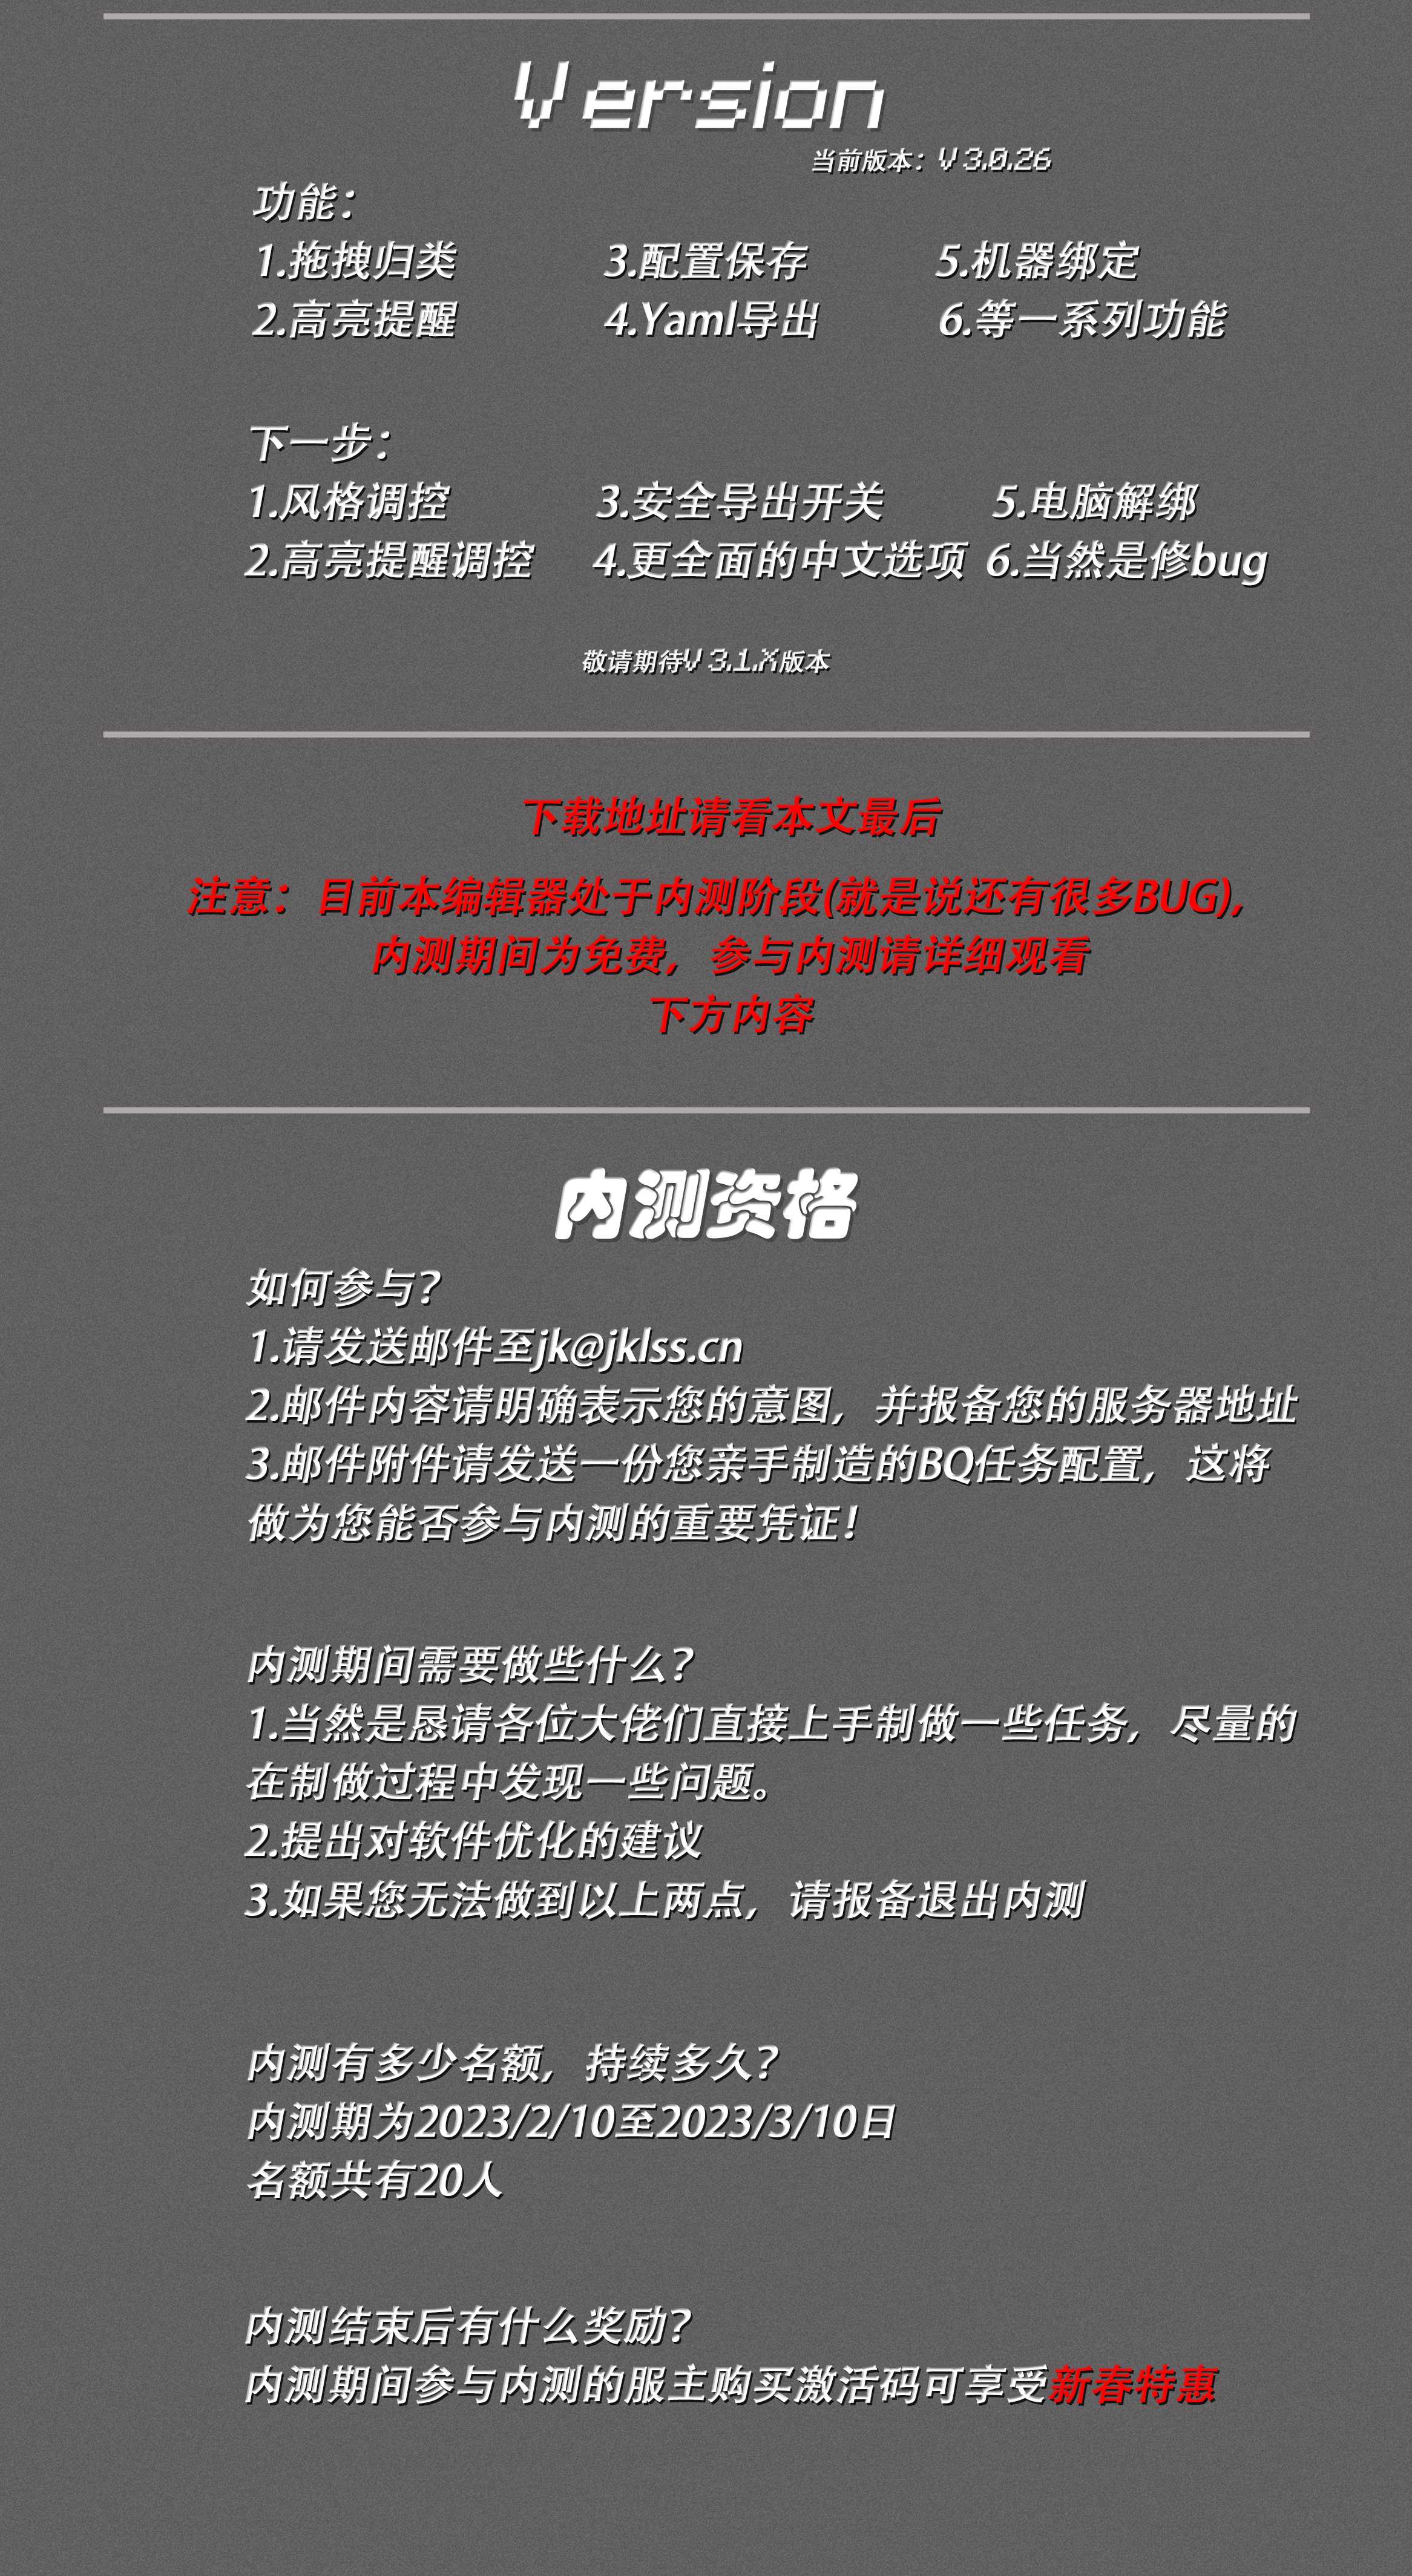 Version
当前版本：V 3.0.26
功能：
1.拖拽归类 3.配置保存 5.机器绑定
2.高亮提醒 4.Yaml导出 6.等一系列功能
下一步：
1.风格调控 3.安全导出开关 5.电脑解绑
2.高亮提醒调控 4.更全面的中文选项 6.当然是修bug
敬请期待V 3.1.X版本
下载地址请看本文最后
注意：目前本编辑器处于内测阶段(就是说还有很多BUG),
内测期间为免费，参与内测请详细观看
下方内容
内测资格
如何参与？
1.请发送邮件至jk@jklss.cn
2.邮件内容请明确表示您的意图，并报备您的服务器地址
3.邮件附件请发送一份您亲手制造的BQ任务配置，这将
做为您能否参与内测的重要凭证！
内测期间需要做些什么？
1.当然是恳请各位大佬们直接上手制做一些任务，尽量的
在制做过程中发现一些问题。
2.提出对软件优化的建议
3.如果您无法做到以上两点，请报备退出内测
内测有多少名额，持续多久？
内测期为2023/2/10至2023/3/10日
名额共有20人
内测结束后有什么奖励？
内测期间参与内测的服主购买激活码可享受新春特惠